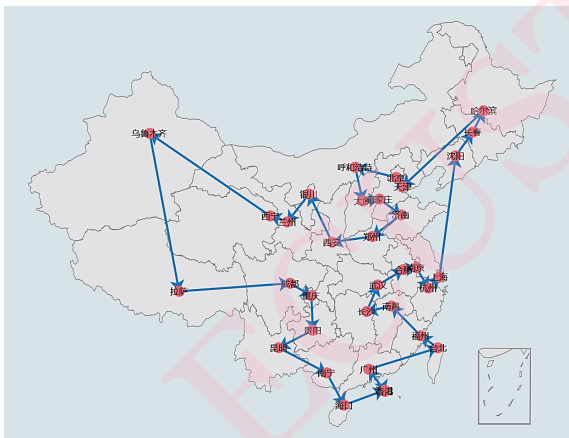 哈尔滨
乌鲁木齐
长春
沈阳
呼和浩特
北京
天津
银川
太原
石家庄
济南
西宁
兰州
郑州
西安
合肥
南京
上海
拉萨
成都
武汉
杭州
重庆
长沙
南昌
贵阳
福州
昆明
台北
南宁
广州
香港
海口